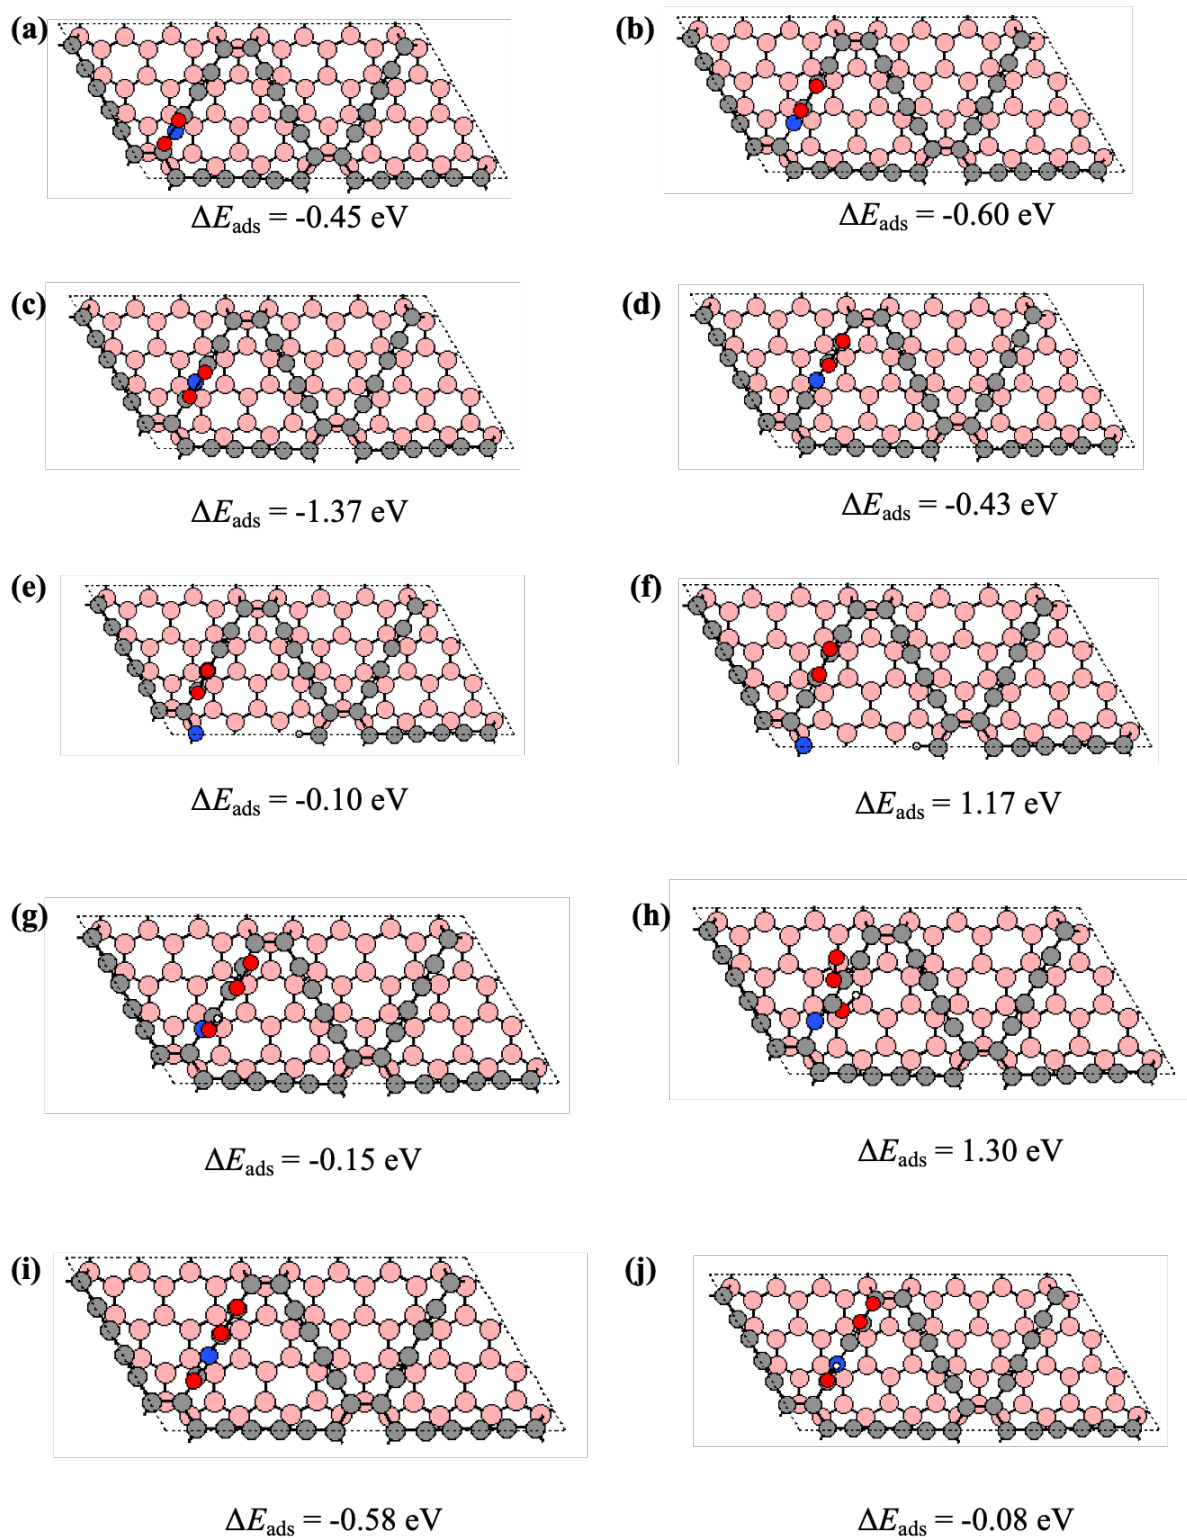 (a) (b)
ΔEads = -0.45 eV ΔEads = -0.60 eV
(c) (d)
ΔEads = -1.37 eV ΔEads = -0.43 eV
(e) (f)
ΔEads = -0.10 eV ΔEads = 1.17 eV
(g) (h)
ΔEads = -0.15 eV ΔEads = 1.30 eV
(i) (j)
ΔEads = -0.58 eV ΔEads = -0.08 eV